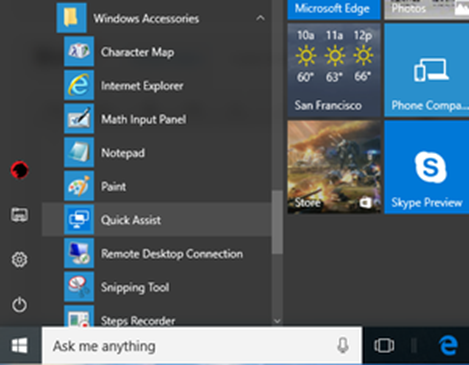 Windows Accessories
Character Map
Internet Explorer
Math Input Panel
Notepad
Paint
Quick Assist
Remote Desktop Connection
Snipping Tool
Steps Recorder
Microsoft Edge
Photos
10a 11a 12p
60° 63° 66°
San Francisco
Phone Compa...
Store
Skype Preview
Ask me anything